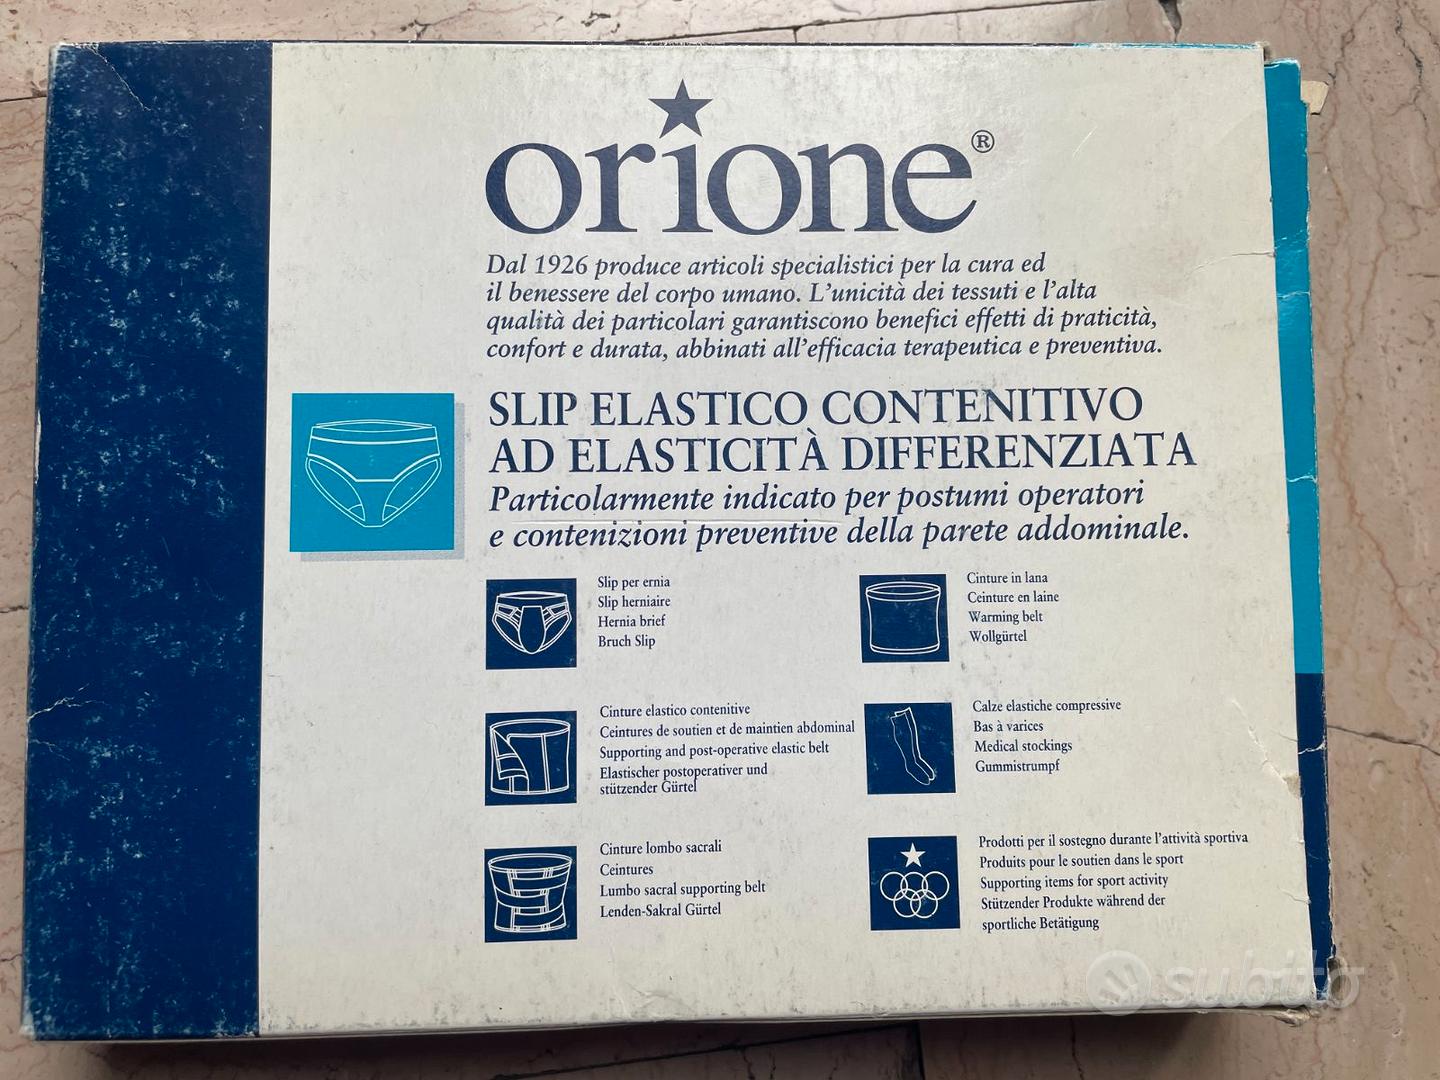 orione®
Dal 1926 produce articoli specialistici per la cura ed
il benessere del corpo umano. L'unicità dei tessuti e l'alta
qualità dei particolari garantiscono benefici effetti di praticità,
confort e durata, abbinati all'efficacia terapeutica e preventiva.
SLIP ELASTICO CONTENITIVO
AD ELASTICITÀ DIFFERENZIATA
Particolarmente indicato per postumi operatori
e contenizioni preventive della parete addominale.
Slip per ernia
Slip herniaire
Hernia brief
Bruch Slip
Cinture in lana
Ceinture en laine
Warming belt
Wollgürtel
Cinture elastico contenitive
Ceintures de soutien et de maintien abdominal
Supporting and post-operative elastic belt
Elastischer postoperativer und
stützender Gürtel
Calze elastiche compressive
Bas à varices
Medical stockings
Gummistrumpf
Cinture lombo sacrali
Ceintures
Lumbo sacral supporting belt
Lenden-Sakral Gürtel
Prodotti per il sostegno durante l'attività sportiva
Produits pour le soutien dans le sport
Supporting items for sport activity
Stützender Produkte während der
sportliche Betätigung
subito